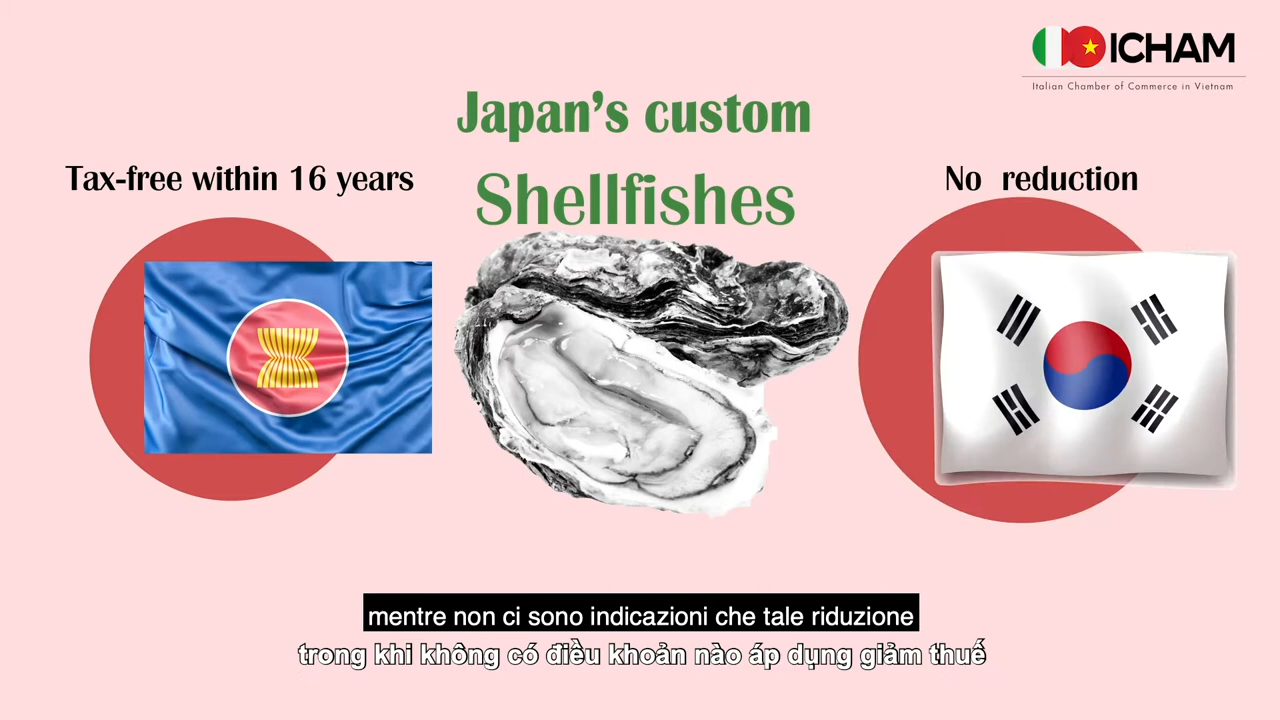 ICHAM
Italian Chamber of Commerce in Vietnam
Japan's custom
Tax-free within 16 years
Shellfishes
No reduction
mentre non ci sono indicazioni che tale riduzione
trong khi không có điều khoản nào áp dụng giảm thuế